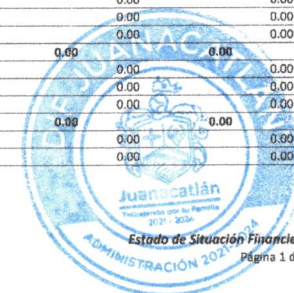 0.00 0.00
0.00 0.00
0.00 0.00
0.00 0.00
0.00 0.00
0.00 0.00
0.00 0.00
0.00 0.00
0.00 0.00
0.00 0.00
DE JUANACATLÁN
Juanacatlán
Trabajando por tu Familia
2021 - 2024
ADMINISTRACIÓN 2021-2024
Estado de Situación Financie
Página 1 d